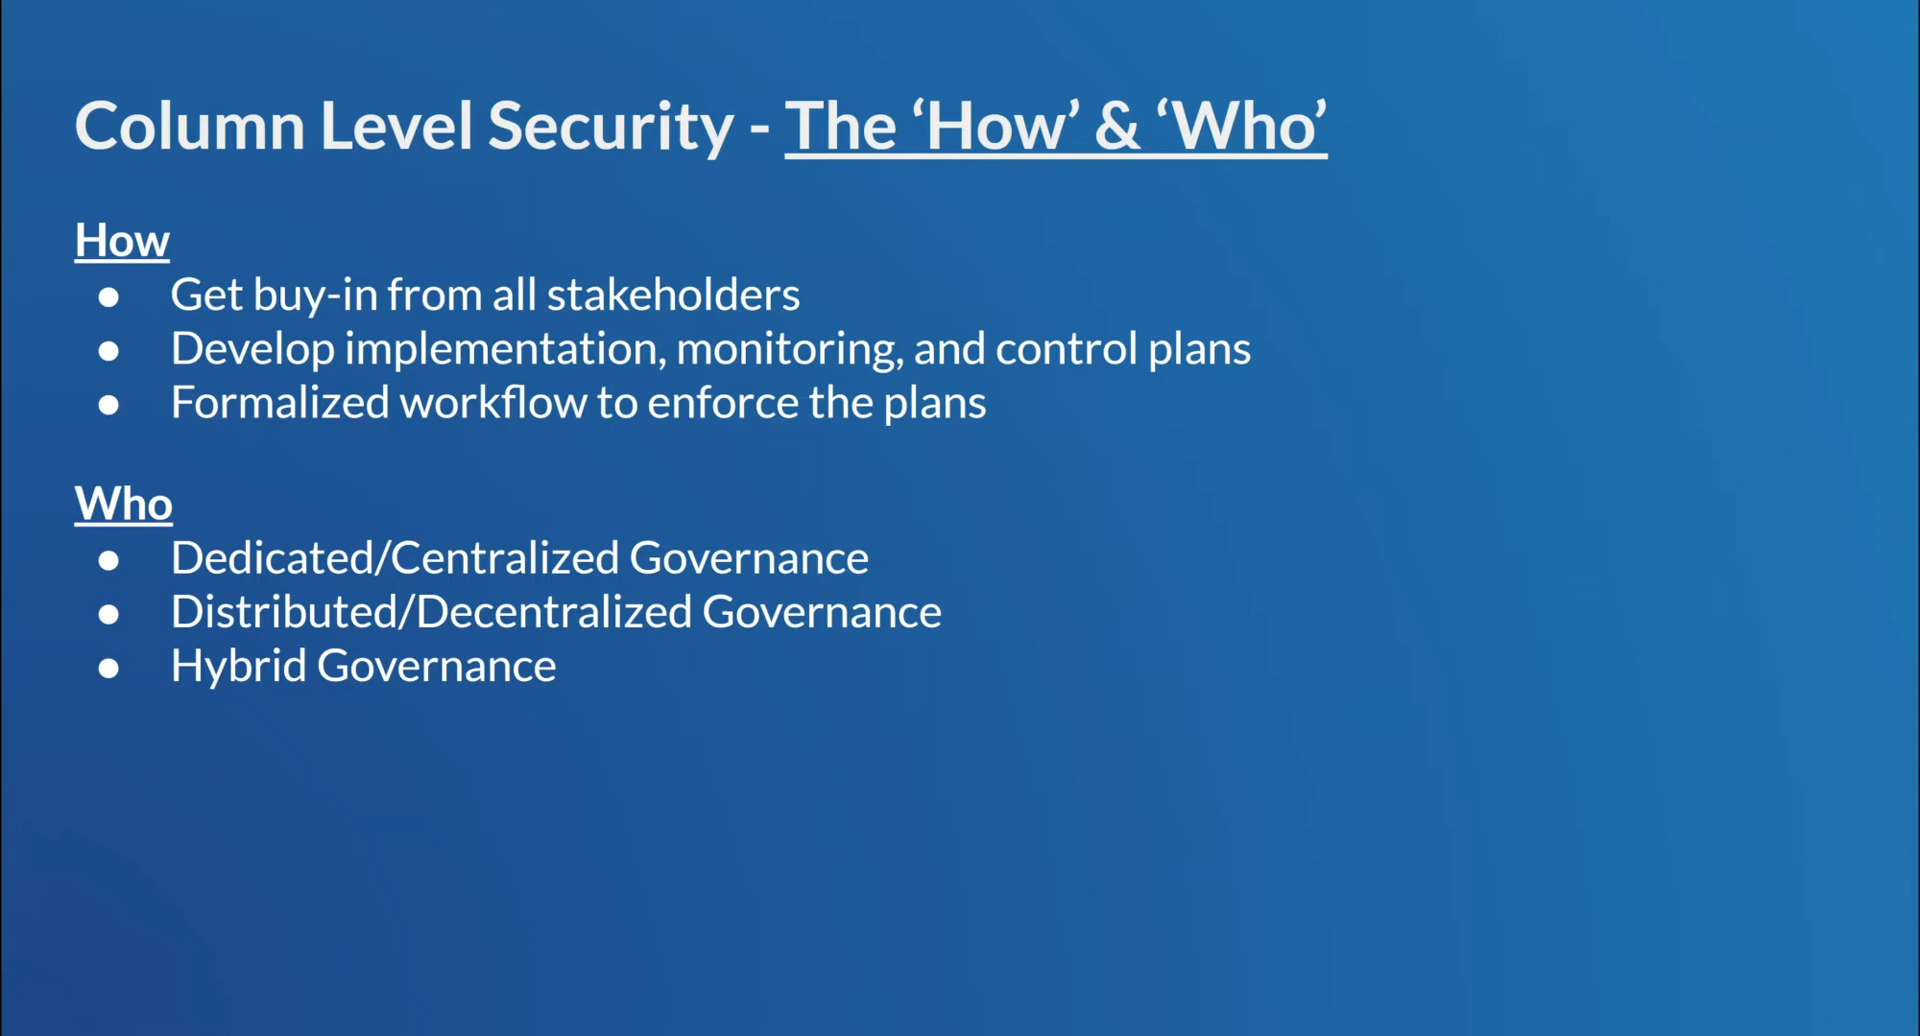 Column Level Security - The ‘How’ & ‘Who’
How
● Get buy-in from all stakeholders
● Develop implementation, monitoring, and control plans
● Formalized workflow to enforce the plans
Who
● Dedicated/Centralized Governance
● Distributed/Decentralized Governance
● Hybrid Governance